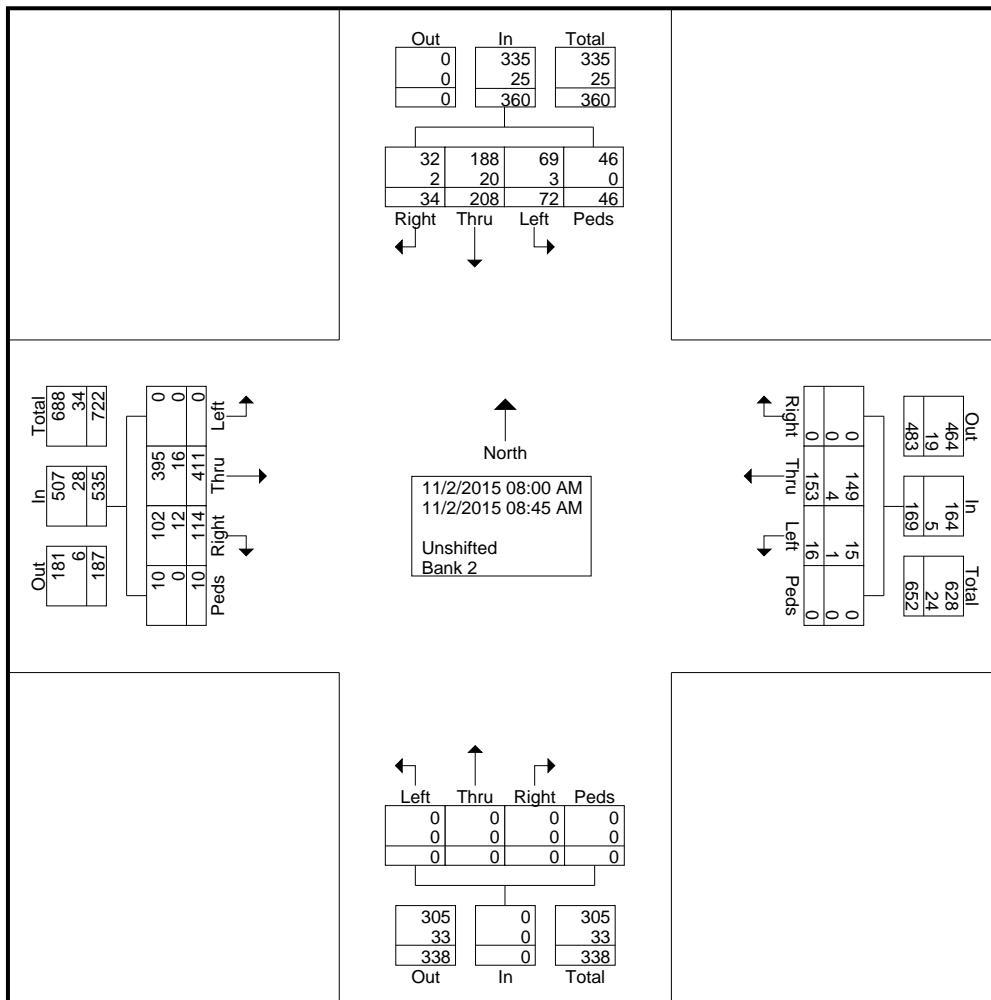 Out In Total
0 335 335
0 25 25
0 360 360
32 188 69 46
2 20 3 0
34 208 72 46
Right Thru Left Peds
Total
688
34
722
In
507
28
535
Out
181
6
187
0 0 0 Left
395 16 411 Thru
102 12 114 Right
10 0 10 Peds
North
11/2/2015 08:00 AM
11/2/2015 08:45 AM
Unshifted
Bank 2
Right 0 0 0
Thru 149 4 153
Left 15 1 16
Peds 0 0 0
Out
464
19
483
In
164
5
169
Total
628
24
652
Left Thru Right Peds
0 0 0 0
0 0 0 0
0 0 0 0
305 0 305
33 0 33
338 0 338
Out In Total